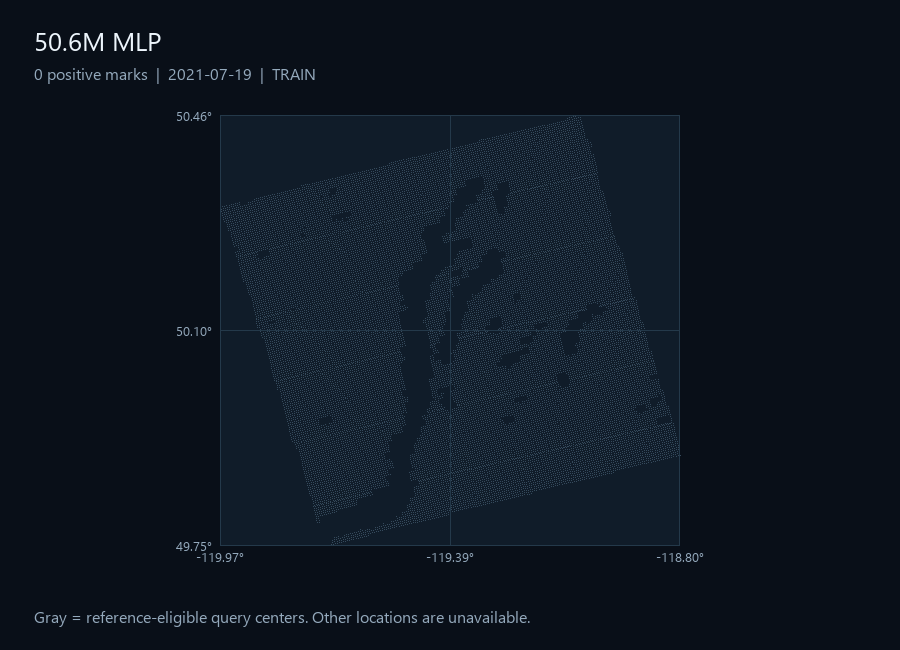 50.6M MLP
0 positive marks | 2021-07-19 | TRAIN
50.46°
50.10°
49.75°
-119.97° -119.39° -118.80°
Gray = reference-eligible query centers. Other locations are unavailable.